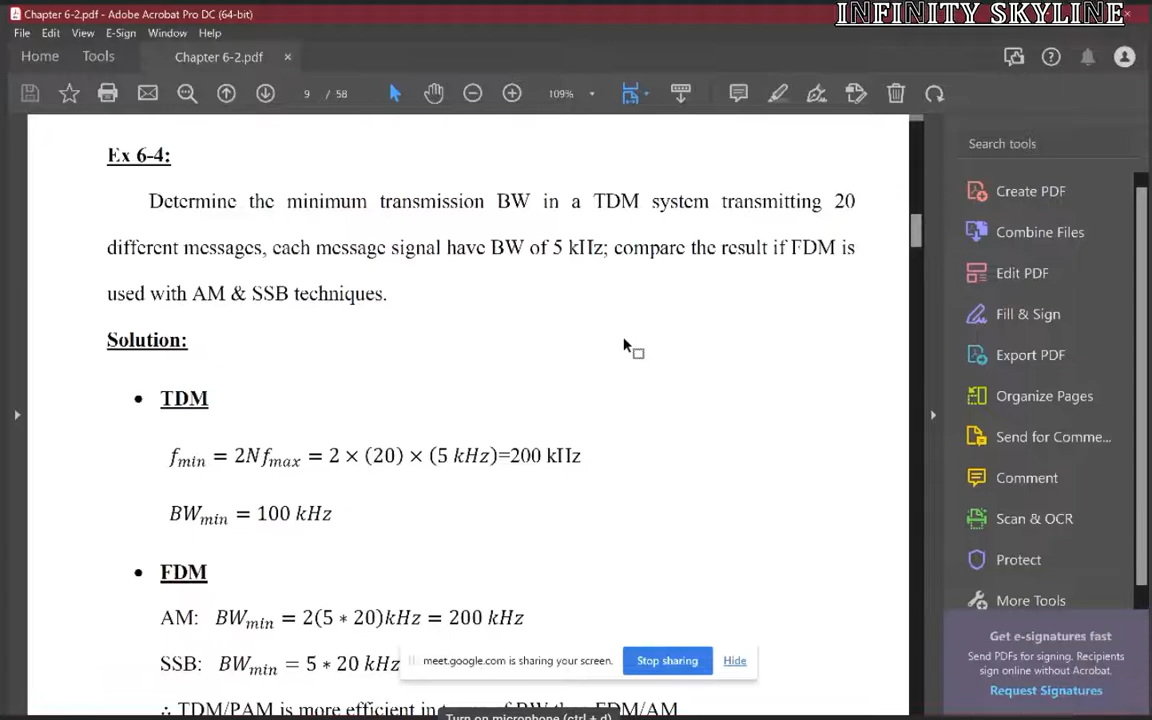 Chapter 6-2.pdf - Adobe Acrobat Pro DC (64-bit)
INFINITY SKYLINE
File Edit View E-Sign Window Help
Home Tools Chapter 6-2.pdf ×
9 / 58 109%
Ex 6-4:
Determine the minimum transmission BW in a TDM system transmitting 20
different messages, each message signal have BW of 5 kHz; compare the result if FDM is
used with AM & SSB techniques.
Solution:
• TDM
f_min = 2Nf_max = 2 × (20) × (5 kHz)=200 kHz
BW_min = 100 kHz
• FDM
AM: BW_min = 2(5 * 20)kHz = 200 kHz
SSB: BW_min = 5 * 20 kHz
∴ TDM/PAM is more efficient in BW than FDM/AM
meet.google.com is sharing your screen. Stop sharing Hide
Turn on microphone (ctrl + d)
Search tools
Create PDF
Combine Files
Edit PDF
Fill & Sign
Export PDF
Organize Pages
Send for Comme...
Comment
Scan & OCR
Protect
More Tools
Get e-signatures fast
Send PDFs for signing. Recipients
sign online without Acrobat.
Request Signatures